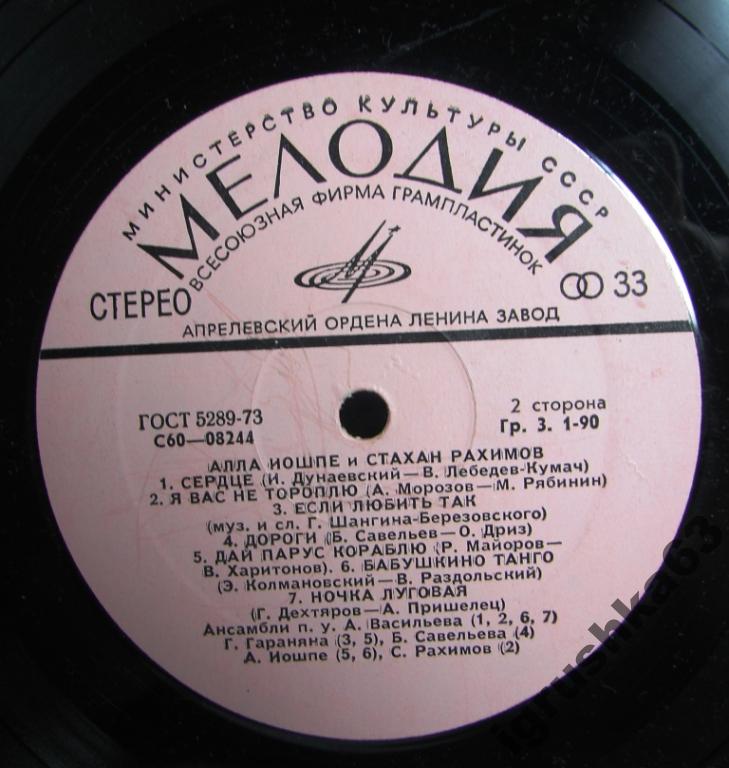 МИНИСТЕРСТВО КУЛЬТУРЫ СССР
МЕЛОДИЯ
ВСЕСОЮЗНАЯ ФИРМА ГРАМПЛАСТИНОК
СТЕРЕО
33
АПРЕЛЕВСКИЙ ОРДЕНА ЛЕНИНА ЗАВОД
ГОСТ 5289-73
С60—08244
2 сторона
Гр. 3. 1-90
АЛЛА ИОШПЕ и СТАХАН РАХИМОВ
1. СЕРДЦЕ (И. Дунаевский—В. Лебедев-Кумач)
2. Я ВАС НЕ ТОРОПЛЮ (А. Морозов—М. Рябинин)
3. ЕСЛИ ЛЮБИТЬ ТАК
(муз. и сл. Г. Шангина-Березовского)
4. ДОРОГИ (Б. Савельев—О. Дриз)
5. ДАЙ ПАРУС КОРАБЛЮ (Р. Майоров—
В. Харитонов). 6. БАБУШКИНО ТАНГО
(Э. Колмановский—В. Раздольский)
7. НОЧКА ЛУГОВАЯ
(Г. Дехтяров—А. Пришелец)
Ансамбли п. у. А. Васильева (1, 2, 6, 7)
Г. Гараняна (3, 5), Б. Савельева (4)
А. Иошпе (5, 6), С. Рахимов (2)
igrushka63